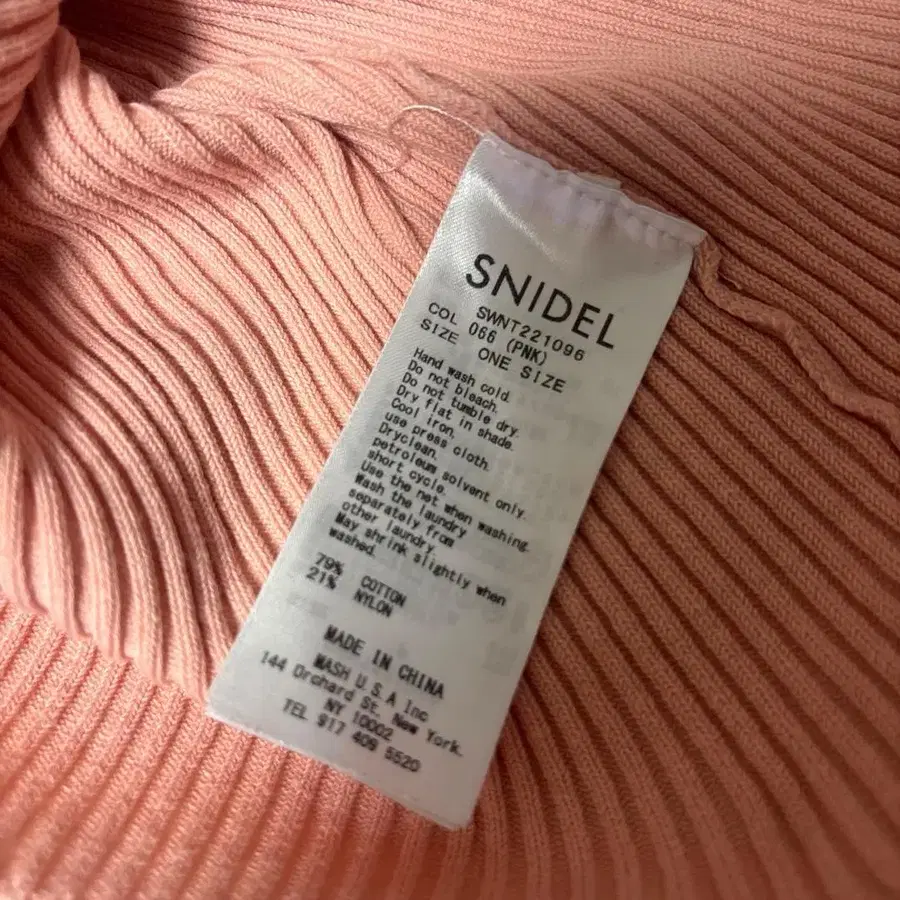 SNIDEL
SWNT221096
COL 066 (PNK)
SIZE ONE SIZE
Hand wash cold.
Do not bleach.
Do not tumble dry.
Dry flat in shade.
Cool iron,
use press cloth.
Dryclean.
petroleum solvent only.
short cycle.
Use the net when washing.
Wash the laundry
separately from
other laundry.
May shrink slightly when
washed.
79% COTTON
21% NYLON
MADE IN CHINA
MASH U.S.A Inc
144 Orchard St. New York.
NY 10002
TEL 917 409 5520